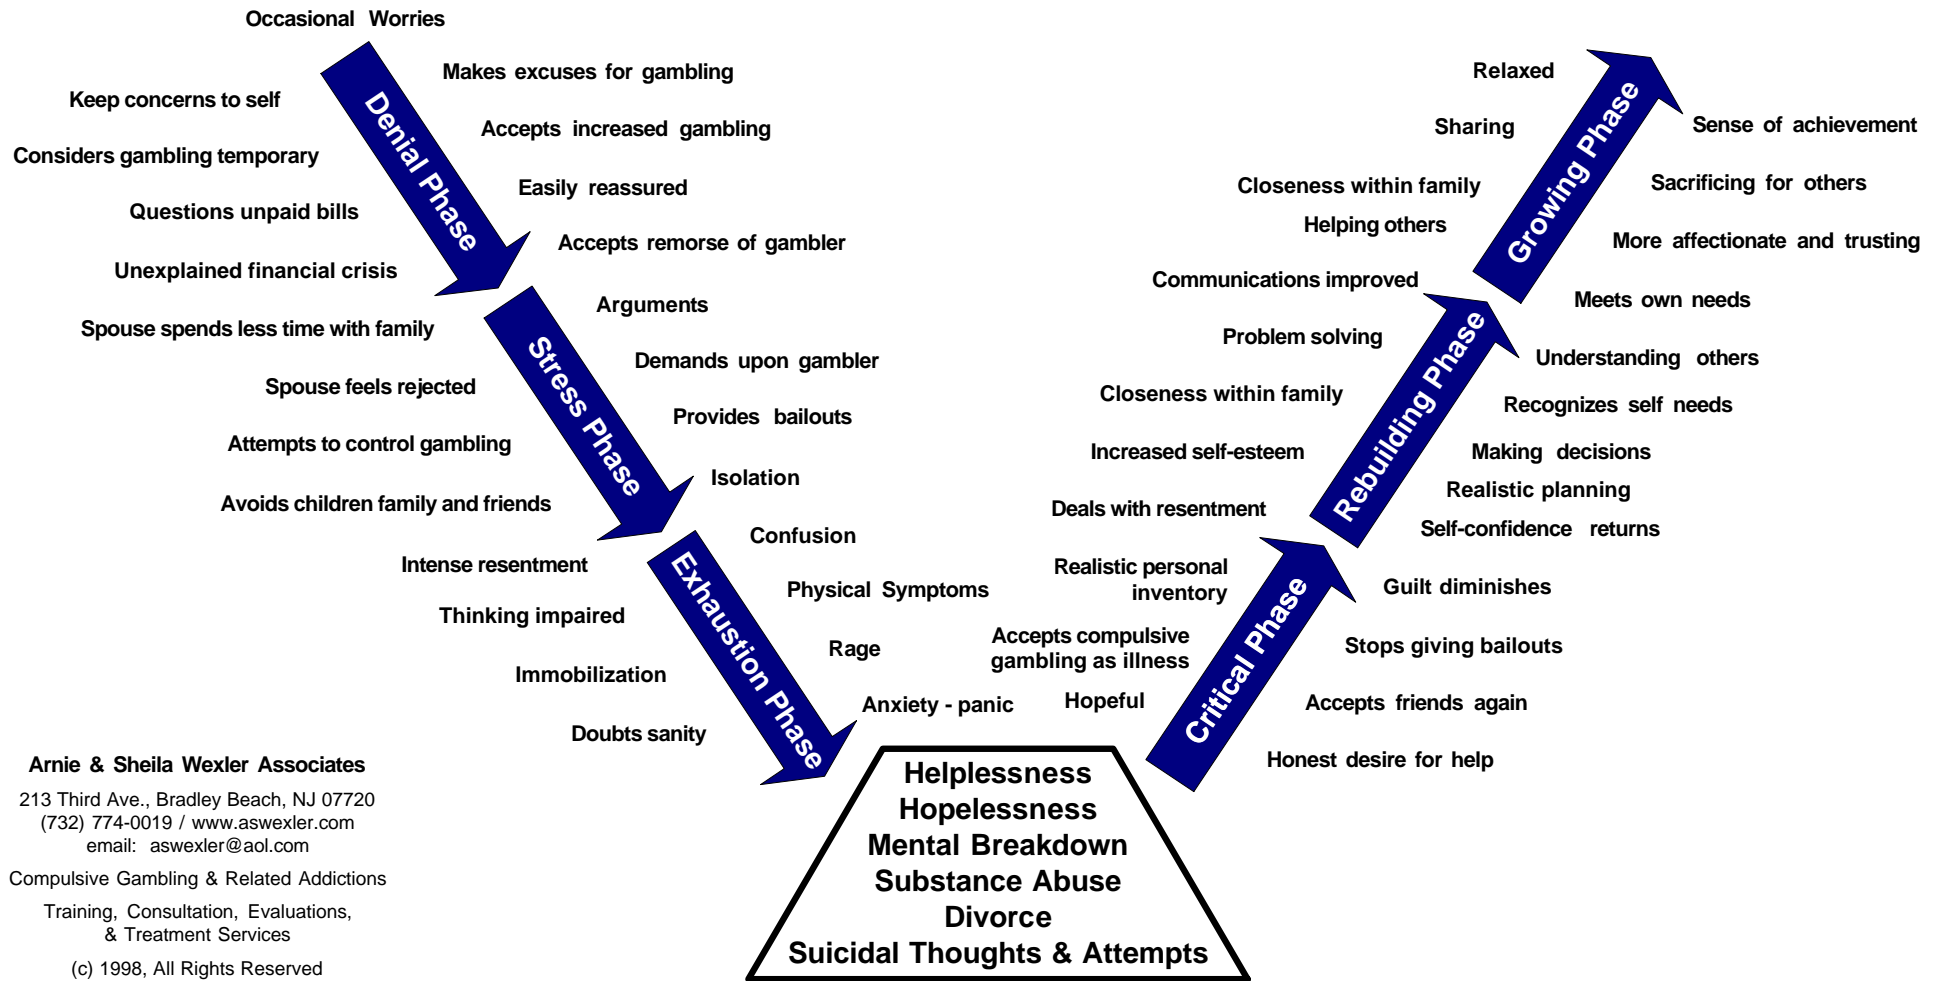 Occasional Worries
Makes excuses for gambling
Keep concerns to self
Accepts increased gambling
Considers gambling temporary
Easily reassured
Questions unpaid bills
Accepts remorse of gambler
Unexplained financial crisis
Denial Phase
Arguments
Spouse spends less time with family
Demands upon gambler
Spouse feels rejected
Provides bailouts
Attempts to control gambling
Isolation
Avoids children family and friends
Stress Phase
Confusion
Intense resentment
Physical Symptoms
Thinking impaired
Rage
Immobilization
Anxiety - panic
Doubts sanity
Exhaustion Phase
Helplessness
Hopelessness
Mental Breakdown
Substance Abuse
Divorce
Suicidal Thoughts & Attempts
Relaxed
Sharing
Sense of achievement
Closeness within family
Sacrificing for others
Helping others
More affectionate and trusting
Growing Phase
Communications improved
Meets own needs
Problem solving
Understanding others
Closeness within family
Recognizes self needs
Increased self-esteem
Making decisions
Realistic planning
Deals with resentment
Self-confidence returns
Rebuilding Phase
Realistic personal
inventory
Guilt diminishes
Accepts compulsive
gambling as illness
Stops giving bailouts
Hopeful
Accepts friends again
Honest desire for help
Critical Phase
Arnie & Sheila Wexler Associates
213 Third Ave., Bradley Beach, NJ 07720
(732) 774-0019 / www.aswexler.com
email: aswexler@aol.com
Compulsive Gambling & Related Addictions
Training, Consultation, Evaluations,
& Treatment Services
(c) 1998, All Rights Reserved